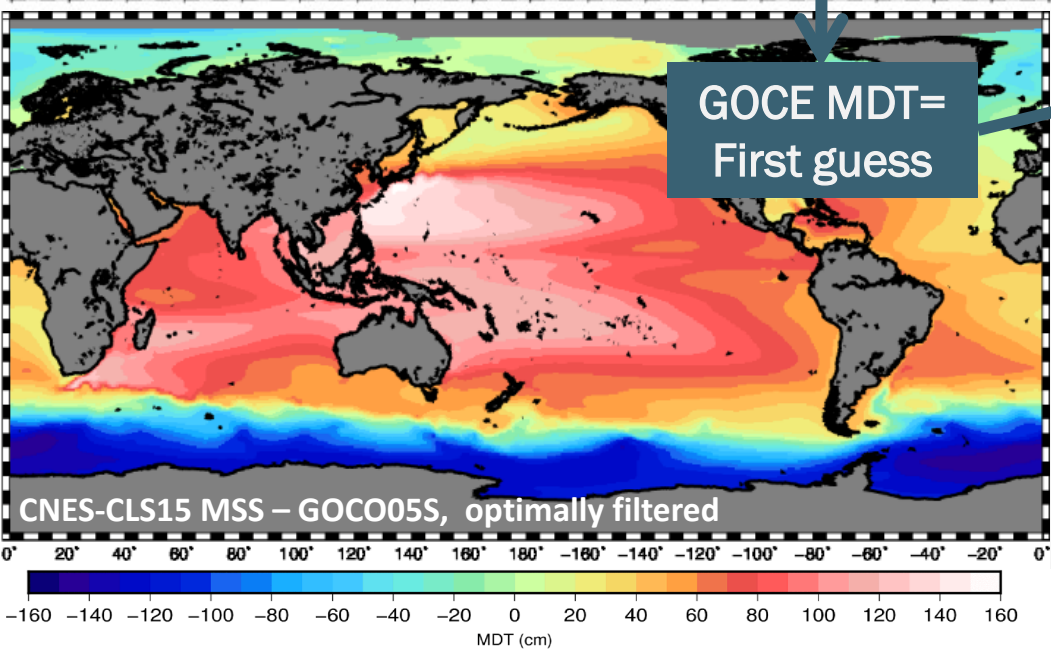 GOCE MDT=
First guess
CNES-CLS15 MSS – GOCO05S, optimally filtered
0° 20° 40° 60° 80° 100° 120° 140° 160° 180° −160° −140° −120° −100° −80° −60° −40° −20° 0°
−160 −140 −120 −100 −80 −60 −40 −20 0 20 40 60 80 100 120 140 160
MDT (cm)